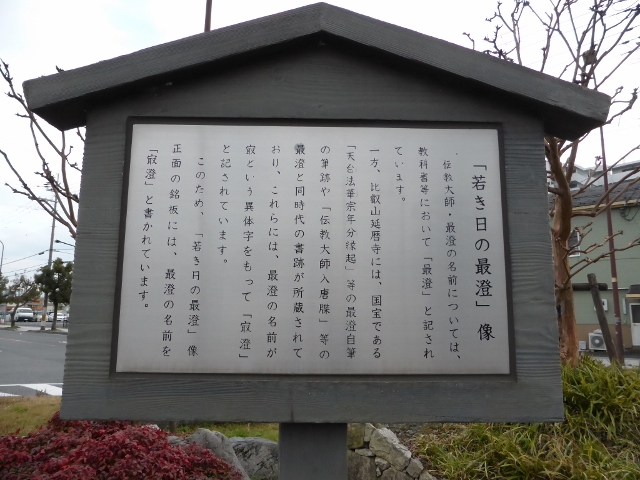 「若き日の最澄」像
伝教大師・最澄の名前については、
教科書等において「最澄」と記され
ています。
一方、比叡山延暦寺には、国宝である
「天台法華宗年分縁起」等の最澄自筆
の筆跡や「伝教大師入唐牒」等の
最澄と同時代の書跡が所蔵されて
おり、これらには、最澄の名前が
㝡という異体字をもって「㝡澄」
と記されています。
このため、「若き日の最澄」像
正面の銘板には、最澄の名前を
「㝡澄」と書かれています。